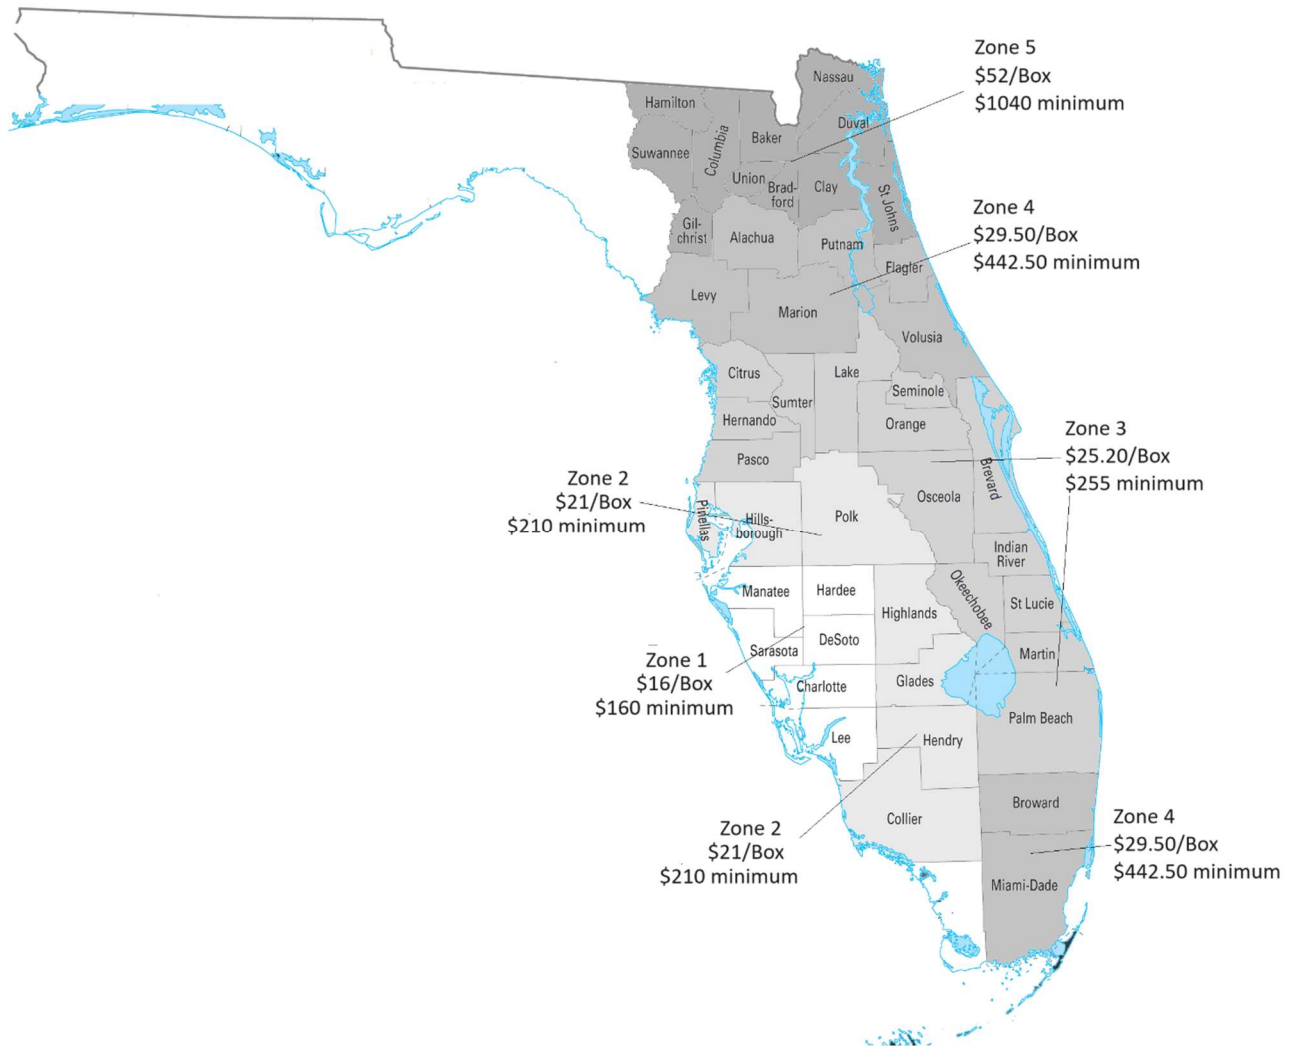 Zone 5
$52/Box
$1040 minimum
Nassau
Hamilton
Duval
Baker
Columbia
Suwannee
Union
Brad-
ford
Clay
St Johns
Zone 4
$29.50/Box
$442.50 minimum
Gil-
christ
Alachua
Putnam
Flagler
Levy
Marion
Volusia
Citrus
Lake
Seminole
Sumter
Hernando
Orange
Zone 3
$25.20/Box
$255 minimum
Pasco
Brevard
Osceola
Zone 2
$21/Box
$210 minimum
Pinellas
Hills-
borough
Polk
Indian
River
Manatee
Hardee
Highlands
Okeechobee
St Lucie
DeSoto
Sarasota
Martin
Zone 1
$16/Box
$160 minimum
Charlotte
Glades
Palm Beach
Lee
Hendry
Broward
Collier
Zone 2
$21/Box
$210 minimum
Zone 4
$29.50/Box
$442.50 minimum
Miami-Dade